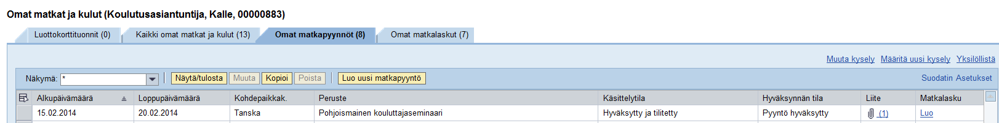 Omat matkat ja kulut (Koulutusasiantuntija, Kalle, 00000883)
Luottokorttituonnit (0) Kaikki omat matkat ja kulut (13) Omat matkapyynnöt (8) Omat matkalaskut (7)
Muuta kysely Määritä uusi kysely Yksilöllistä
Näkymä: * Näytä/tulosta Muuta Kopioi Poista Luo uusi matkapyyntö Suodatin Asetukset
Alkupäivämäärä Loppupäivämäärä Kohdepaikkak. Peruste Käsittelytila Hyväksynnän tila Liite Matkalasku
15.02.2014 20.02.2014 Tanska Pohjoismainen kouluttajaseminaari Hyväksytty ja tilitetty Pyyntö hyväksytty (1) Luo